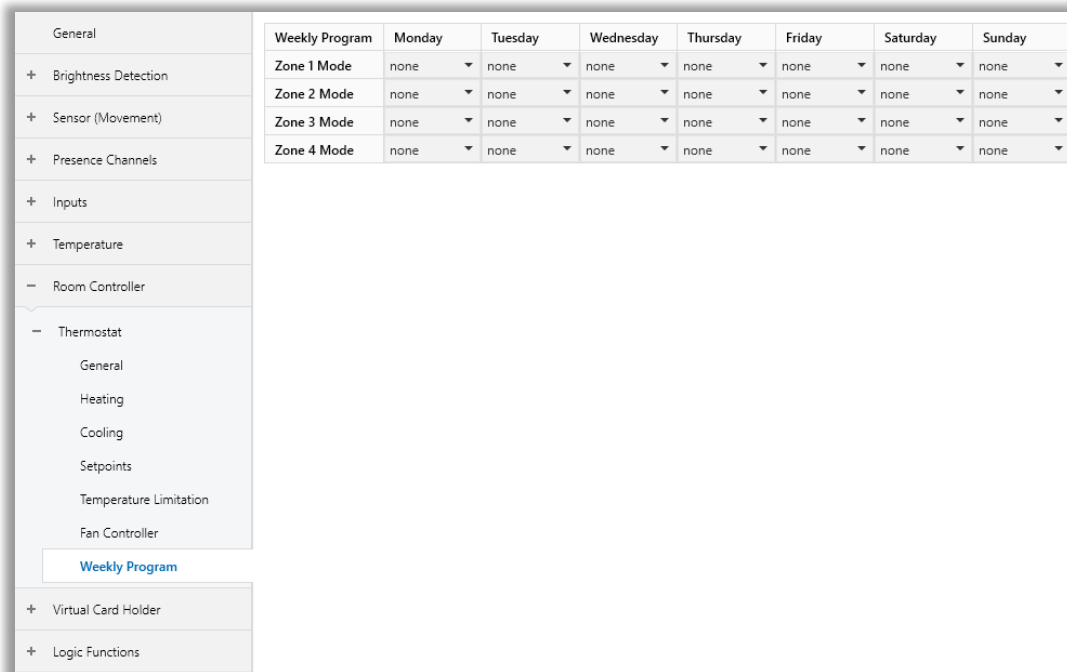 General
Brightness Detection
Sensor (Movement)
Presence Channels
Inputs
Temperature
Room Controller
Thermostat
General
Heating
Cooling
Setpoints
Temperature Limitation
Fan Controller
Weekly Program
Virtual Card Holder
Logic Functions
Weekly Program Monday Tuesday Wednesday Thursday Friday Saturday Sunday
Zone 1 Mode none none none none none none none
Zone 2 Mode none none none none none none none
Zone 3 Mode none none none none none none none
Zone 4 Mode none none none none none none none